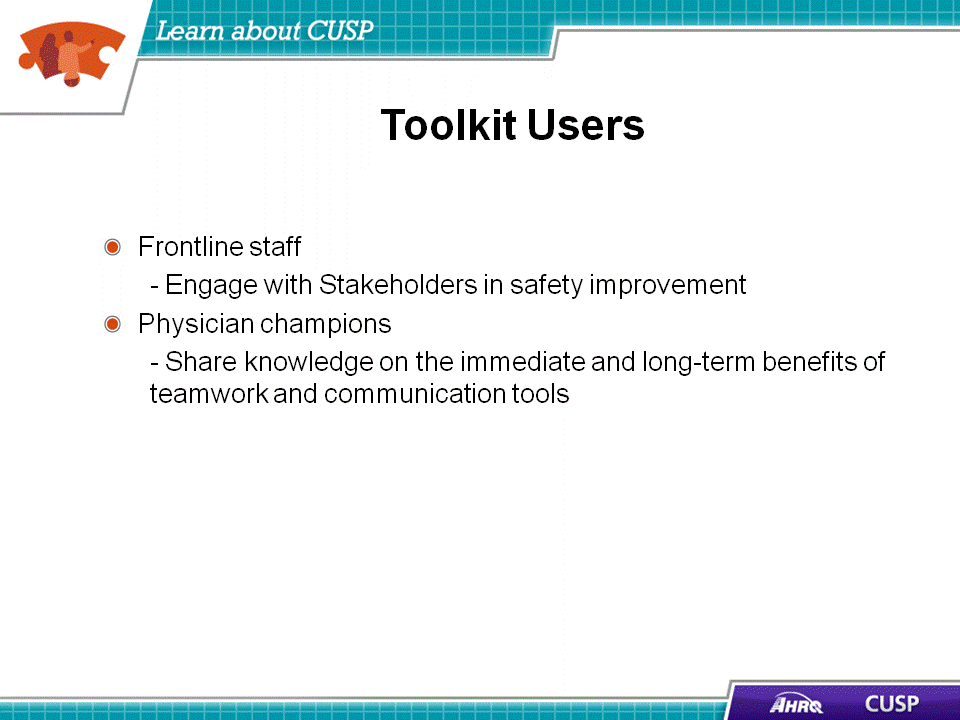 Learn about CUSP
Toolkit Users
Frontline staff
- Engage with Stakeholders in safety improvement
Physician champions
- Share knowledge on the immediate and long-term benefits of
teamwork and communication tools
AHRQ CUSP